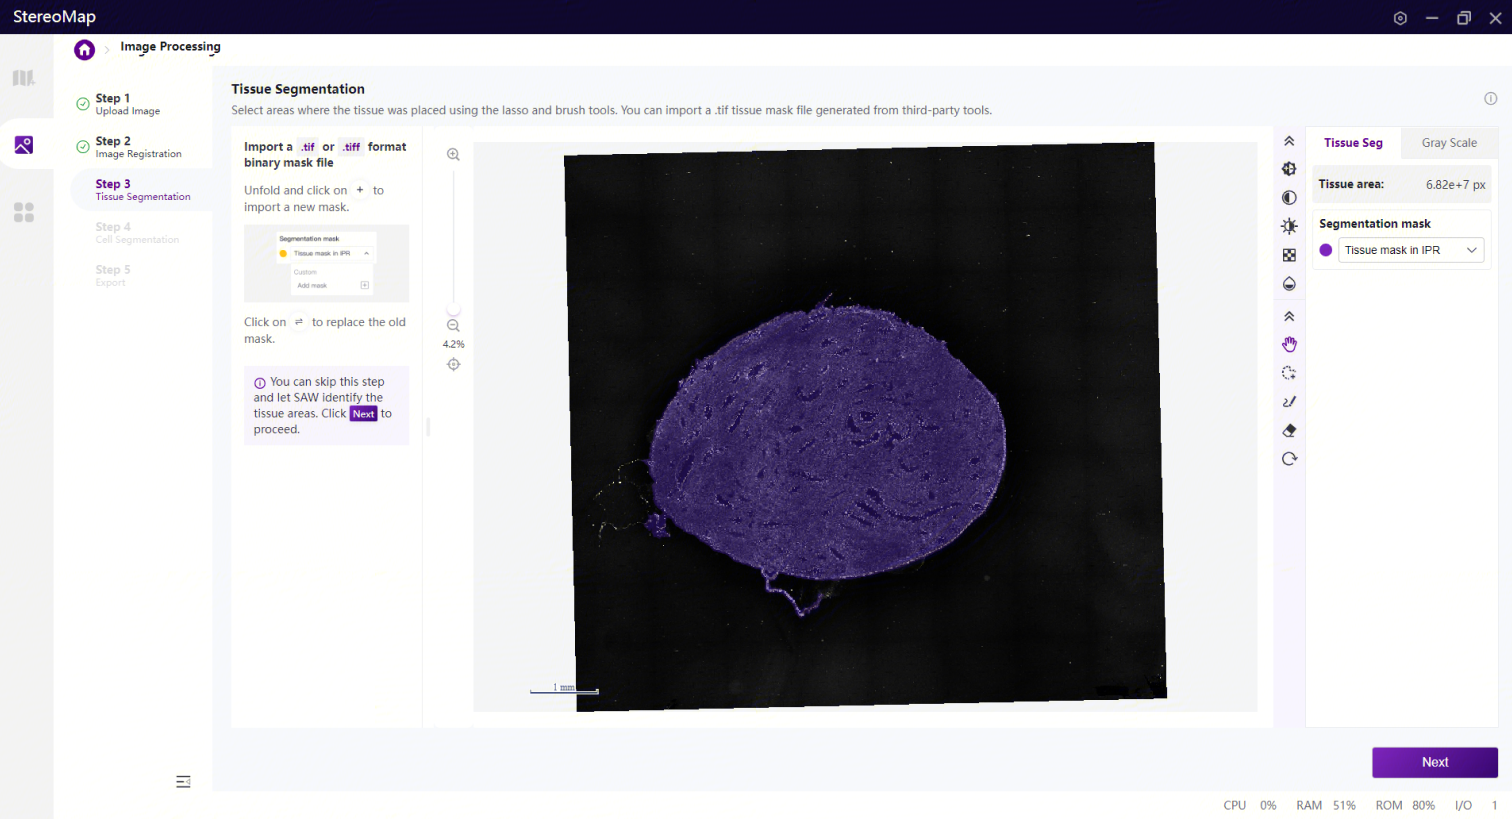 StereoMap
Image Processing
Step 1
Upload Image
Step 2
Image Registration
Step 3
Tissue Segmentation
Step 4
Cell Segmentation
Step 5
Export
Tissue Segmentation
Select areas where the tissue was placed using the lasso and brush tools. You can import a .tif tissue mask file generated from third-party tools.
Import a .tif or .tiff format
binary mask file
Unfold and click on + to
import a new mask.
Segmentation mask
Tissue mask in IPR
Custom
Add mask
Click on ⇌ to replace the old
mask.
You can skip this step
and let SAW identify the
tissue areas. Click Next to
proceed.
4.2%
1 mm
Tissue Seg
Gray Scale
Tissue area: 6.82e+7 px
Segmentation mask
Tissue mask in IPR
Next
CPU 0% RAM 51% ROM 80% I/O 1